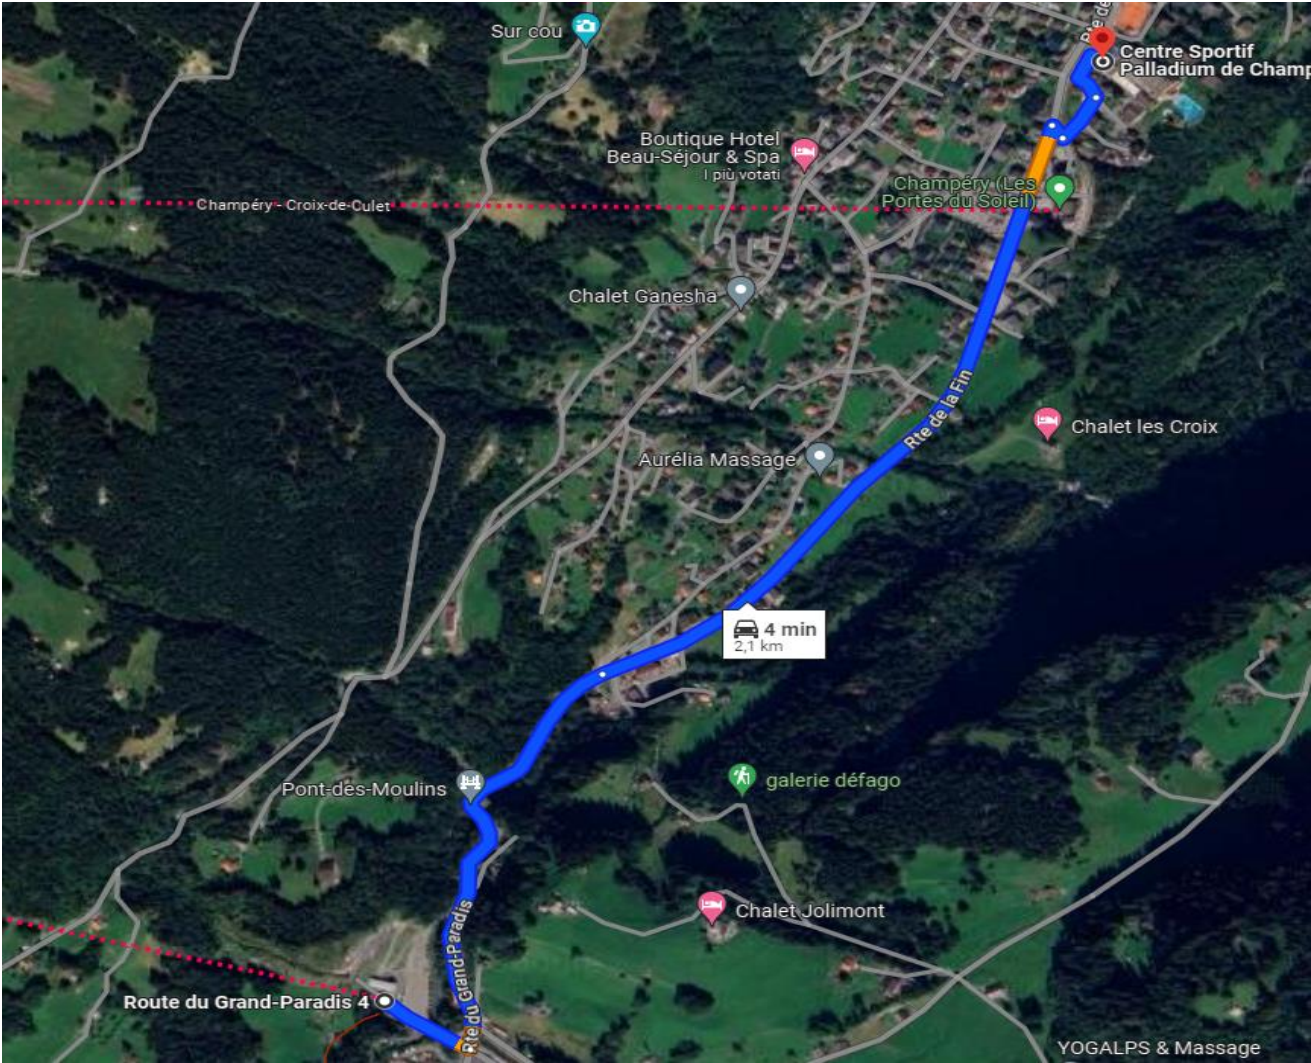 Sur cou
Rte de
Centre Sportif
Palladium de Champ
Boutique Hotel
Beau-Séjour & Spa
I più votati
Champéry (Les
Portes du Soleil)
Champéry - Croix-de-Culet
Chalet Ganesha
Rte de la Fin
Chalet les Croix
Aurélia Massage
4 min
2,1 km
galerie défago
Pont-des-Moulins
Chalet Jolimont
Rte du Grand-Paradis
Route du Grand-Paradis 4
YOGALPS & Massage